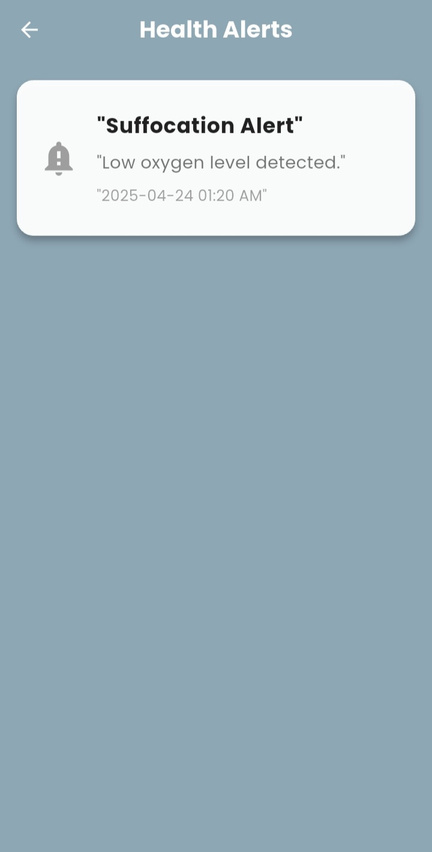 Health Alerts
"Suffocation Alert"
"Low oxygen level detected."
"2025-04-24 01:20 AM"